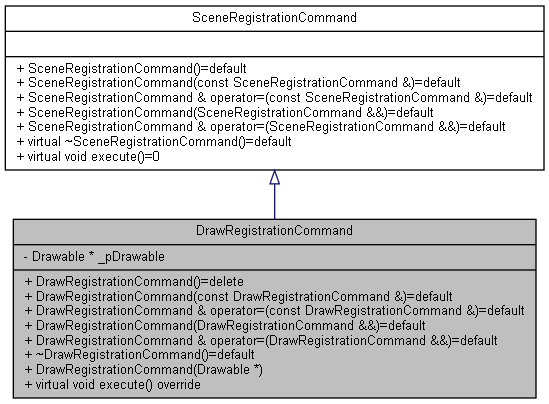 SceneRegistrationCommand
+ SceneRegistrationCommand()=default
+ SceneRegistrationCommand(const SceneRegistrationCommand &)=default
+ SceneRegistrationCommand & operator=(const SceneRegistrationCommand &)=default
+ SceneRegistrationCommand(SceneRegistrationCommand &&)=default
+ SceneRegistrationCommand & operator=(SceneRegistrationCommand &&)=default
+ virtual ~SceneRegistrationCommand()=default
+ virtual void execute()=0
DrawRegistrationCommand
- Drawable * _pDrawable
+ DrawRegistrationCommand()=delete
+ DrawRegistrationCommand(const DrawRegistrationCommand &)=default
+ DrawRegistrationCommand & operator=(const DrawRegistrationCommand &)=default
+ DrawRegistrationCommand(DrawRegistrationCommand &&)=default
+ DrawRegistrationCommand & operator=(DrawRegistrationCommand &&)=default
+ ~DrawRegistrationCommand()=default
+ DrawRegistrationCommand(Drawable *)
+ virtual void execute() override